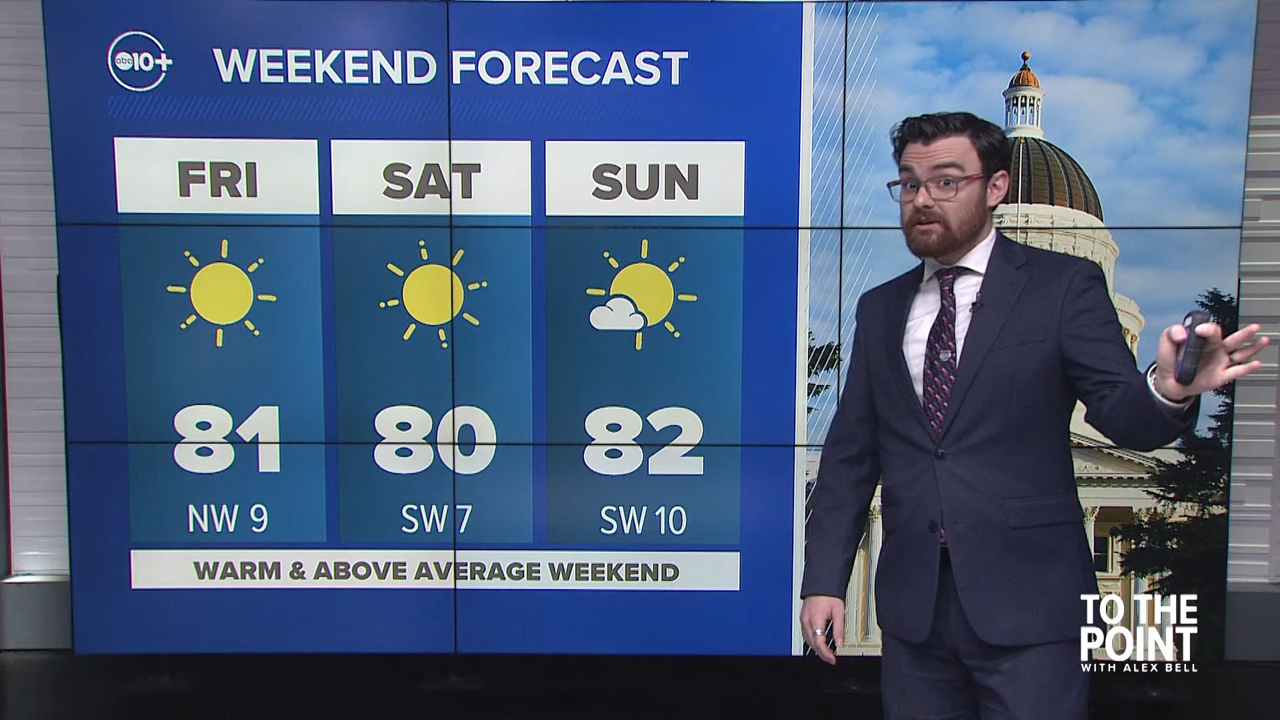 abc10+
WEEKEND FORECAST
FRI
SAT
SUN
81
80
82
NW 9
SW 7
SW 10
WARM & ABOVE AVERAGE WEEKEND
TO THE
POINT
WITH ALEX BELL